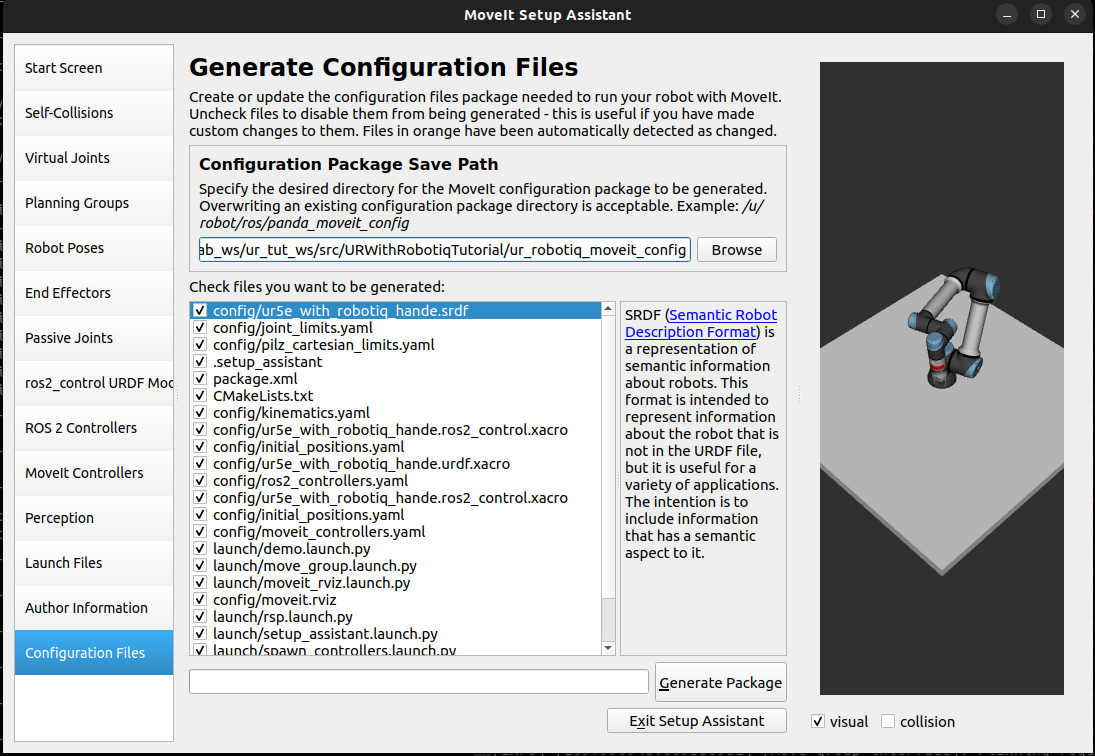 MoveIt Setup Assistant
Start Screen
Self-Collisions
Virtual Joints
Planning Groups
Robot Poses
End Effectors
Passive Joints
ros2_control URDF Mod
ROS 2 Controllers
MoveIt Controllers
Perception
Launch Files
Author Information
Configuration Files
Generate Configuration Files
Create or update the configuration files package needed to run your robot with MoveIt.
Uncheck files to disable them from being generated - this is useful if you have made
custom changes to them. Files in orange have been automatically detected as changed.
Configuration Package Save Path
Specify the desired directory for the MoveIt configuration package to be generated.
Overwriting an existing configuration package directory is acceptable. Example: /u/
robot/ros/panda_moveit_config
ab_ws/ur_tut_ws/src/URWithRobotiqTutorial/ur_robotiq_moveit_config
Browse
Check files you want to be generated:
config/ur5e_with_robotiq_hande.srdf
config/joint_limits.yaml
config/pilz_cartesian_limits.yaml
.setup_assistant
package.xml
CMakeLists.txt
config/kinematics.yaml
config/ur5e_with_robotiq_hande.ros2_control.xacro
config/initial_positions.yaml
config/ur5e_with_robotiq_hande.urdf.xacro
config/ros2_controllers.yaml
config/ur5e_with_robotiq_hande.ros2_control.xacro
config/initial_positions.yaml
config/moveit_controllers.yaml
launch/demo.launch.py
launch/move_group.launch.py
launch/moveit_rviz.launch.py
config/moveit.rviz
launch/rsp.launch.py
launch/setup_assistant.launch.py
launch/spawn_controllers.launch.py
SRDF (Semantic Robot
Description Format) is
a representation of
semantic information
about robots. This
format is intended to
represent information
about the robot that is
not in the URDF file,
but it is useful for a
variety of applications.
The intention is to
include information
that has a semantic
aspect to it.
Generate Package
Exit Setup Assistant
visual
collision